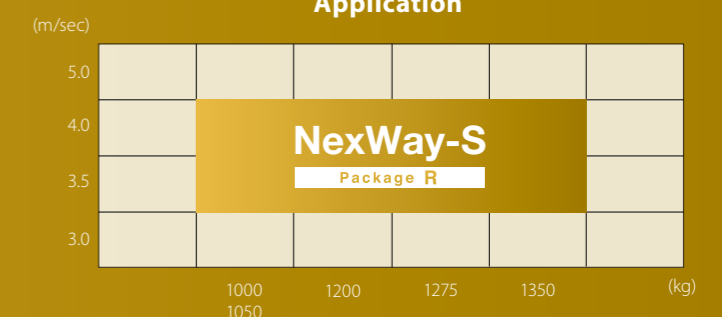 Application
(m/sec)
5.0
4.0
NexWay-S
3.5
Package R
3.0
1000 1200 1275 1350 (kg)
1050